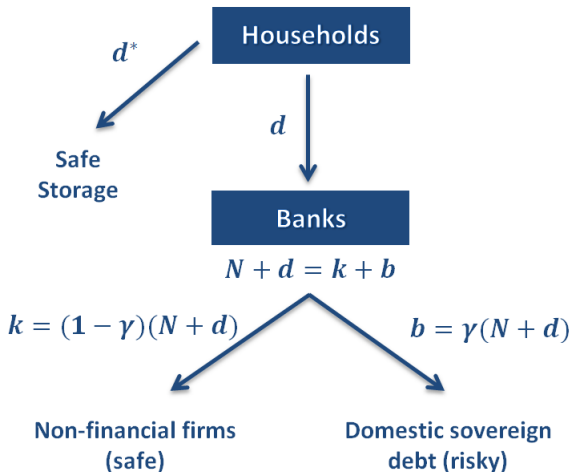 Households
d*
d
Safe
Storage
Banks
N + d = k + b
k = (1 − γ)(N + d)
b = γ(N + d)
Non-financial firms
(safe)
Domestic sovereign
debt (risky)